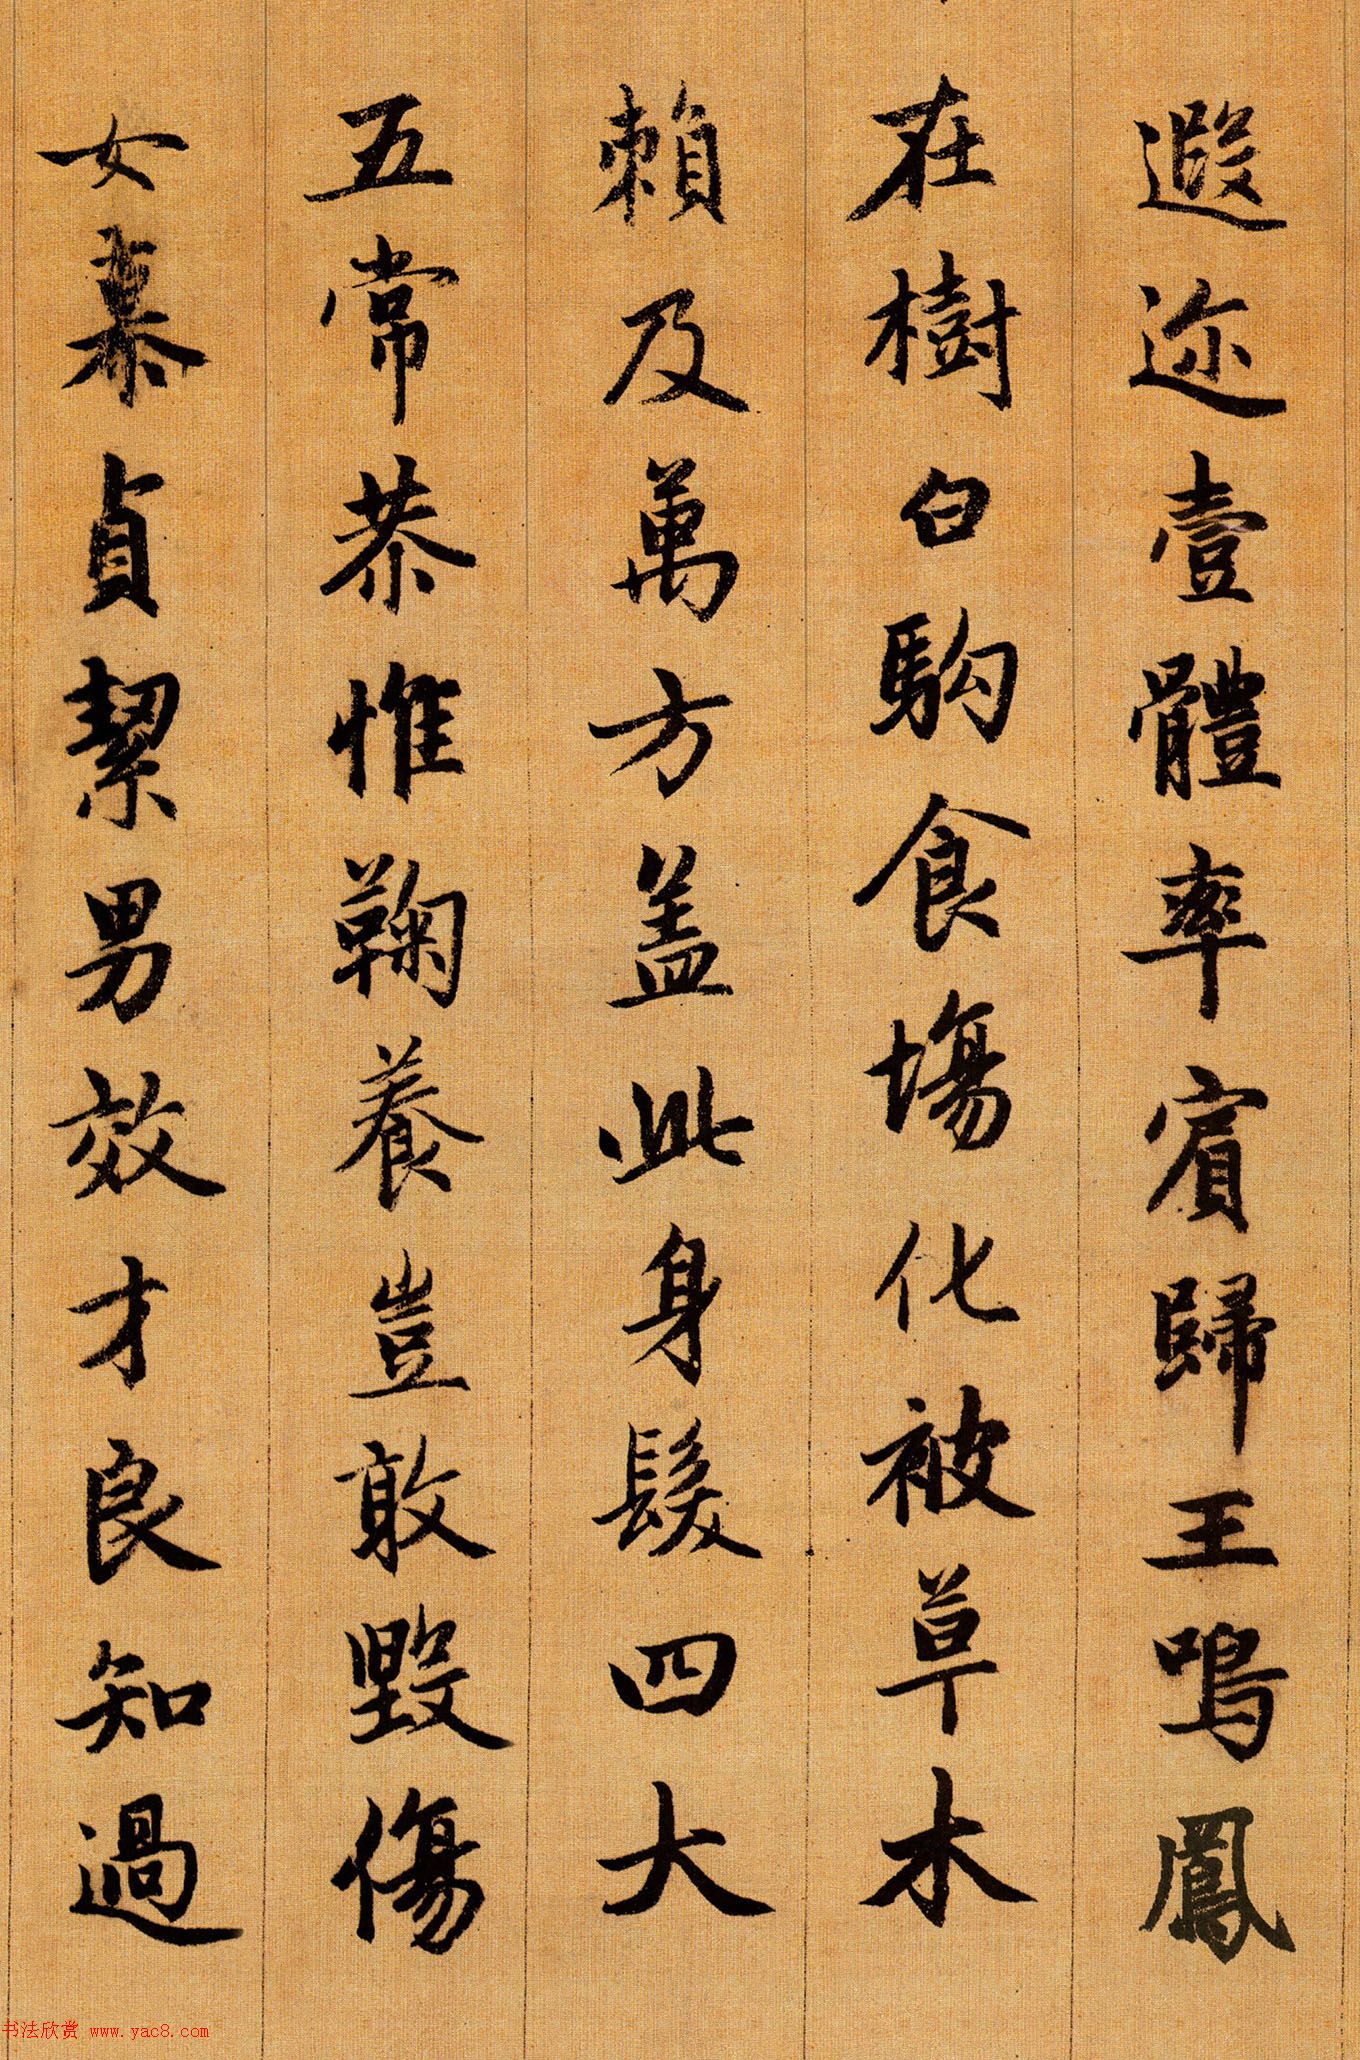 遐迩壹體率賓歸王鳴鳳
在樹白駒食場化被草木
賴及萬方盖此身髮四大
五常恭惟鞠養豈敢毀傷
女慕貞絜男效才良知過
书法欣赏 www.yac8.com